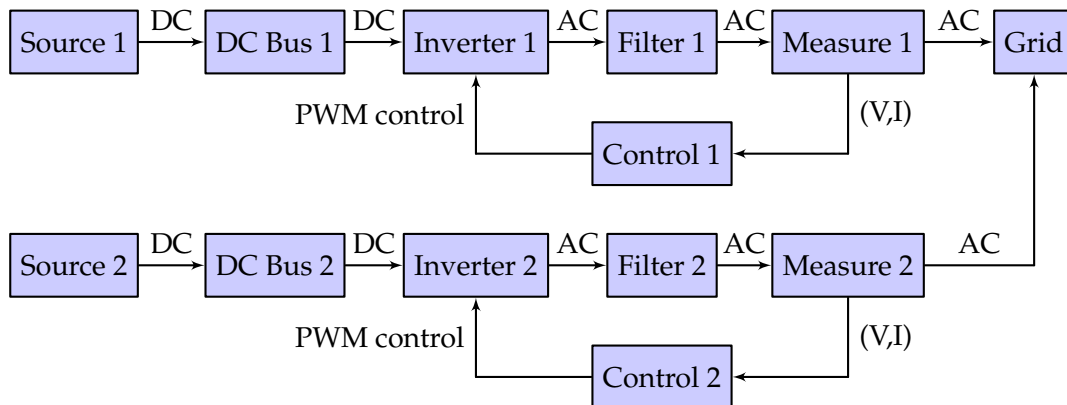 DC DC AC AC AC
Source 1 DC Bus 1 Inverter 1 Filter 1 Measure 1 Grid
PWM control (V,I)
Control 1
DC DC AC AC AC
Source 2 DC Bus 2 Inverter 2 Filter 2 Measure 2
PWM control (V,I)
Control 2